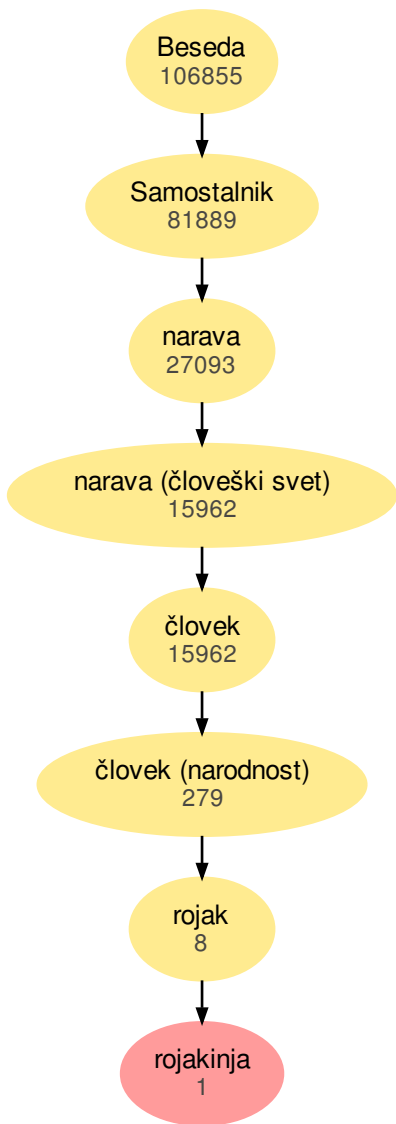 Beseda
106855
Samostalnik
81889
narava
27093
narava (človeški svet)
15962
človek
15962
človek (narodnost)
279
rojak
8
rojakinja
1